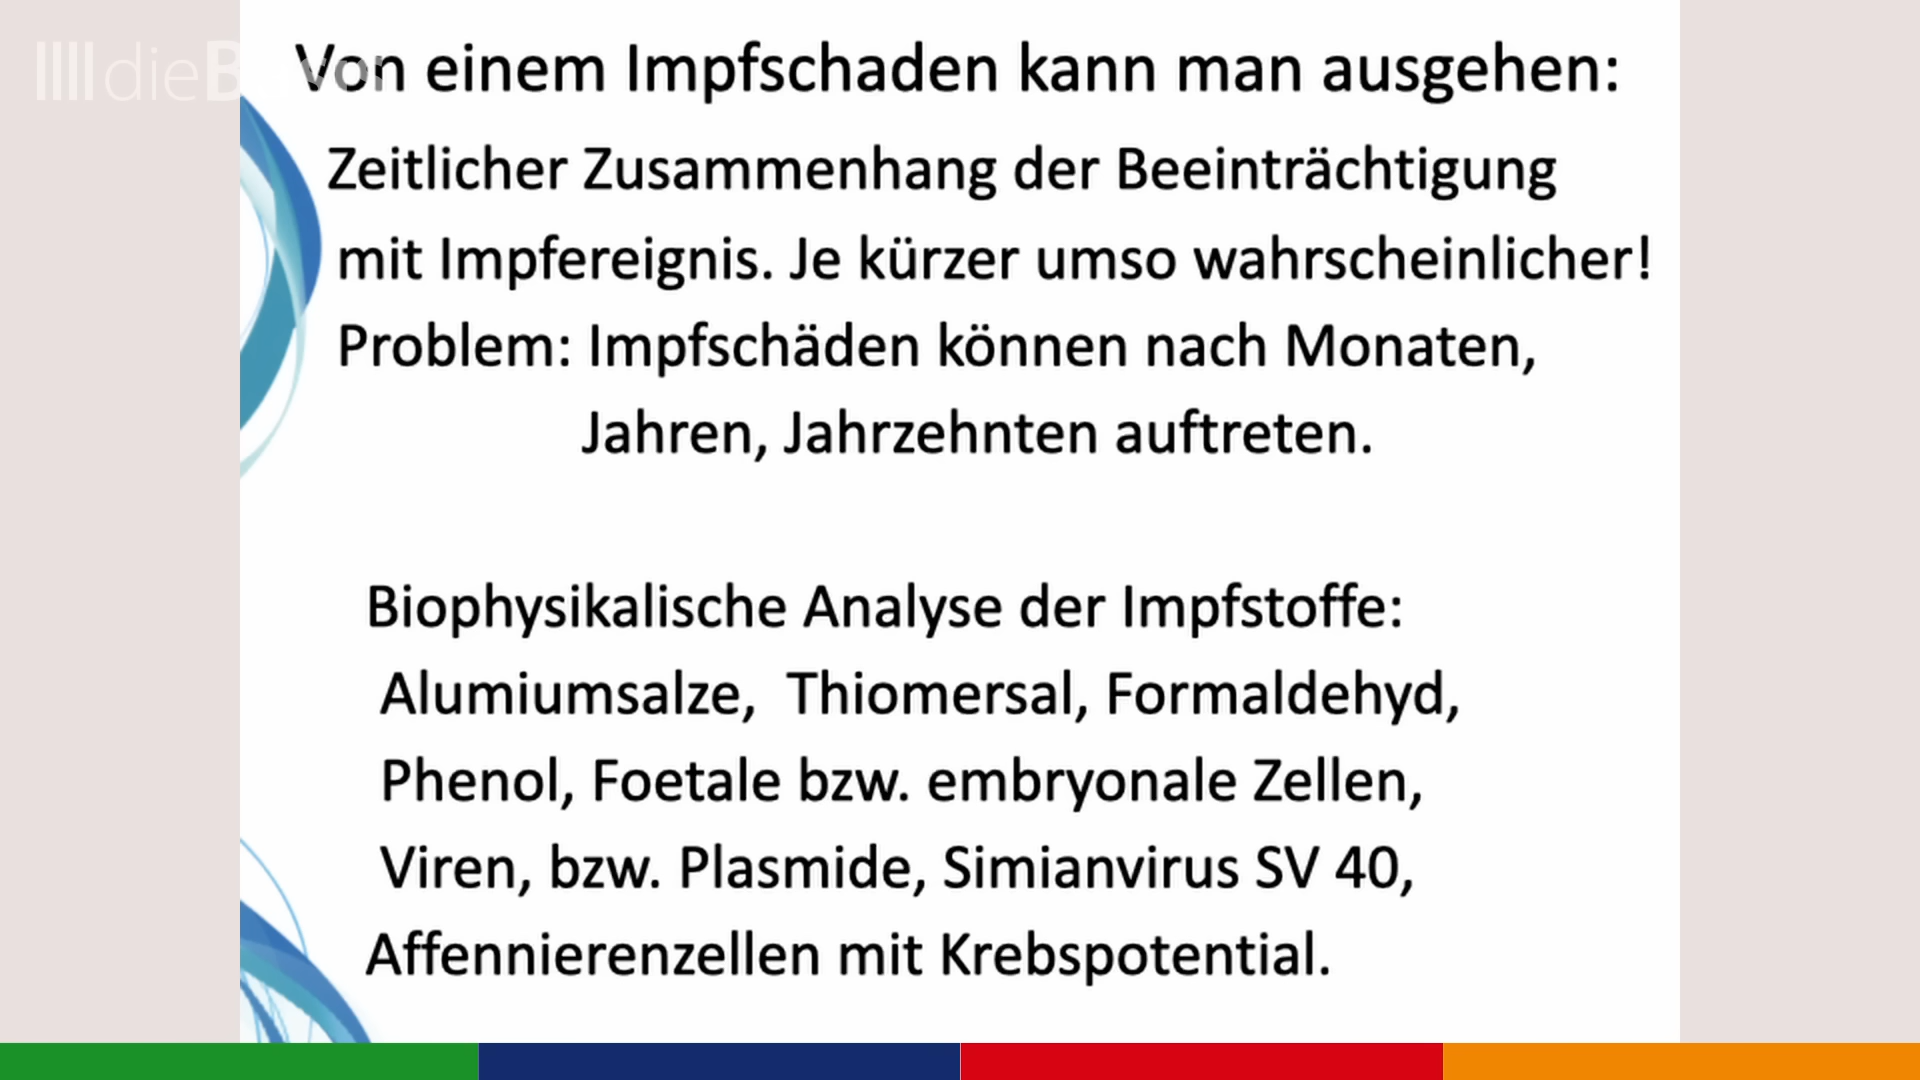 dieB
Von einem Impfschaden kann man ausgehen:
Zeitlicher Zusammenhang der Beeinträchtigung
mit Impfereignis. Je kürzer umso wahrscheinlicher!
Problem: Impfschäden können nach Monaten,
Jahren, Jahrzehnten auftreten.
Biophysikalische Analyse der Impfstoffe:
Alumiumsalze, Thiomersal, Formaldehyd,
Phenol, Foetale bzw. embryonale Zellen,
Viren, bzw. Plasmide, Simianvirus SV 40,
Affennierenzellen mit Krebspotential.